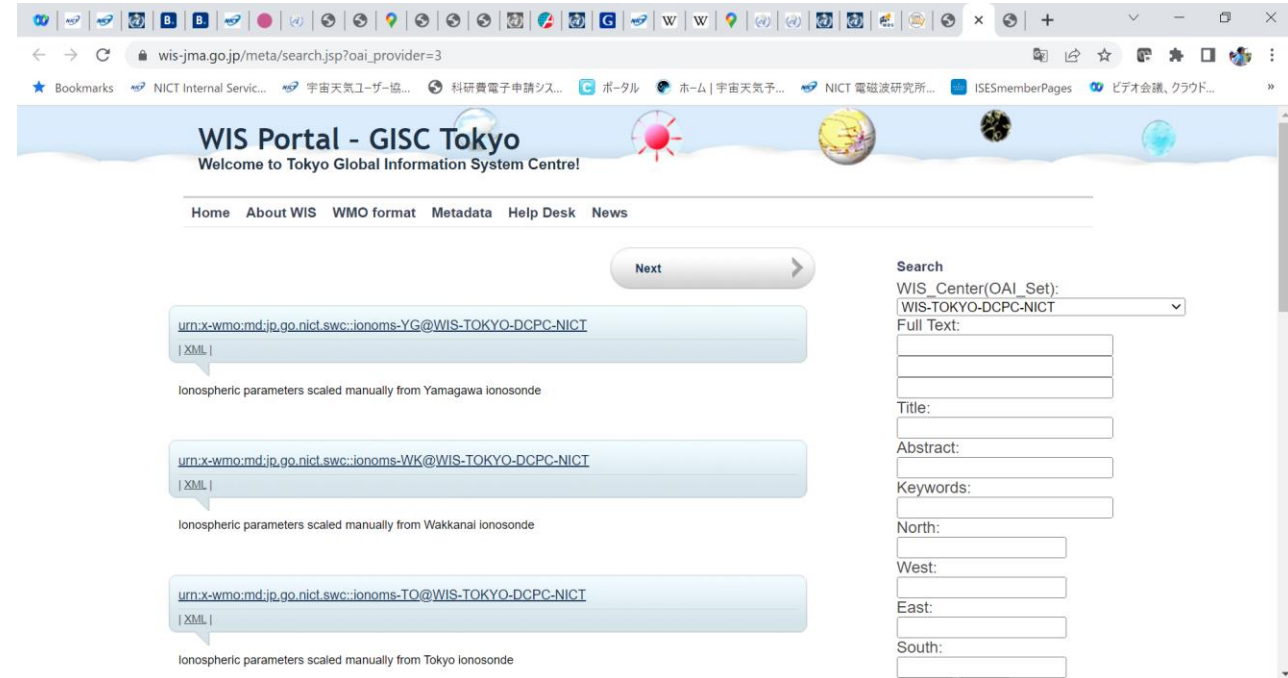 wis-jma.go.jp/meta/search.jsp?oai_provider=3
Bookmarks NICT Internal Servic... 宇宙天気ユーザー協... 科研費電子申請シス... ポータル ホーム | 宇宙天気予... NICT 電磁波研究所... ISESmemberPages ビデオ会議、クラウド... »
WIS Portal - GISC Tokyo
Welcome to Tokyo Global Information System Centre!
Home About WIS WMO format Metadata Help Desk News
Next
urn:x-wmo:md:jp.go.nict.swc::ionoms-YG@WIS-TOKYO-DCPC-NICT
| XML |
Ionospheric parameters scaled manually from Yamagawa ionosonde
urn:x-wmo:md:jp.go.nict.swc::ionoms-WK@WIS-TOKYO-DCPC-NICT
| XML |
Ionospheric parameters scaled manually from Wakkanai ionosonde
urn:x-wmo:md:jp.go.nict.swc::ionoms-TO@WIS-TOKYO-DCPC-NICT
| XML |
Ionospheric parameters scaled manually from Tokyo ionosonde
Search
WIS_Center(OAI_Set):
WIS-TOKYO-DCPC-NICT
Full Text:
Title:
Abstract:
Keywords:
North:
West:
East:
South: